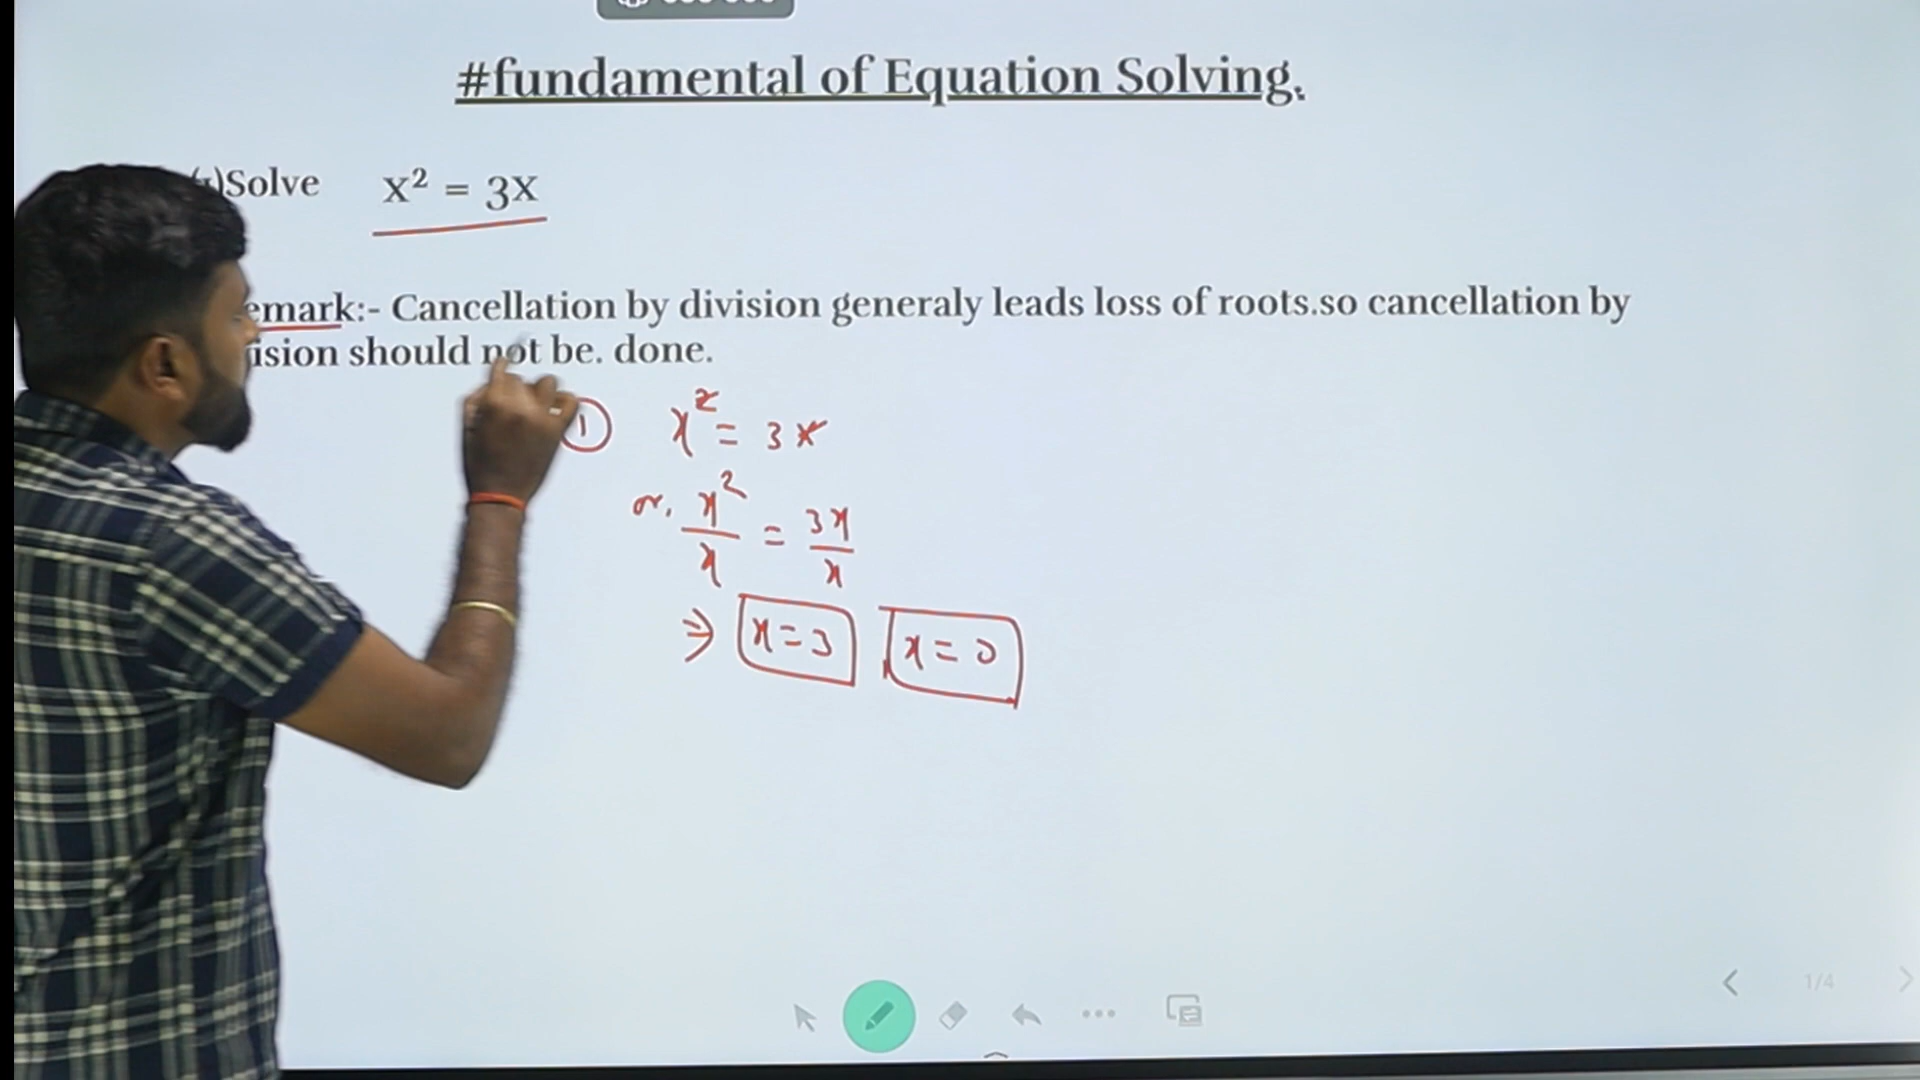 #fundamental of Equation Solving.
)Solve x² = 3x
emark:- Cancellation by division generaly leads loss of roots.so cancellation by
ision should not be. done.
① x² = 3x
or, x²/x = 3x/x
⇒ x = 3 x = 0
1/4